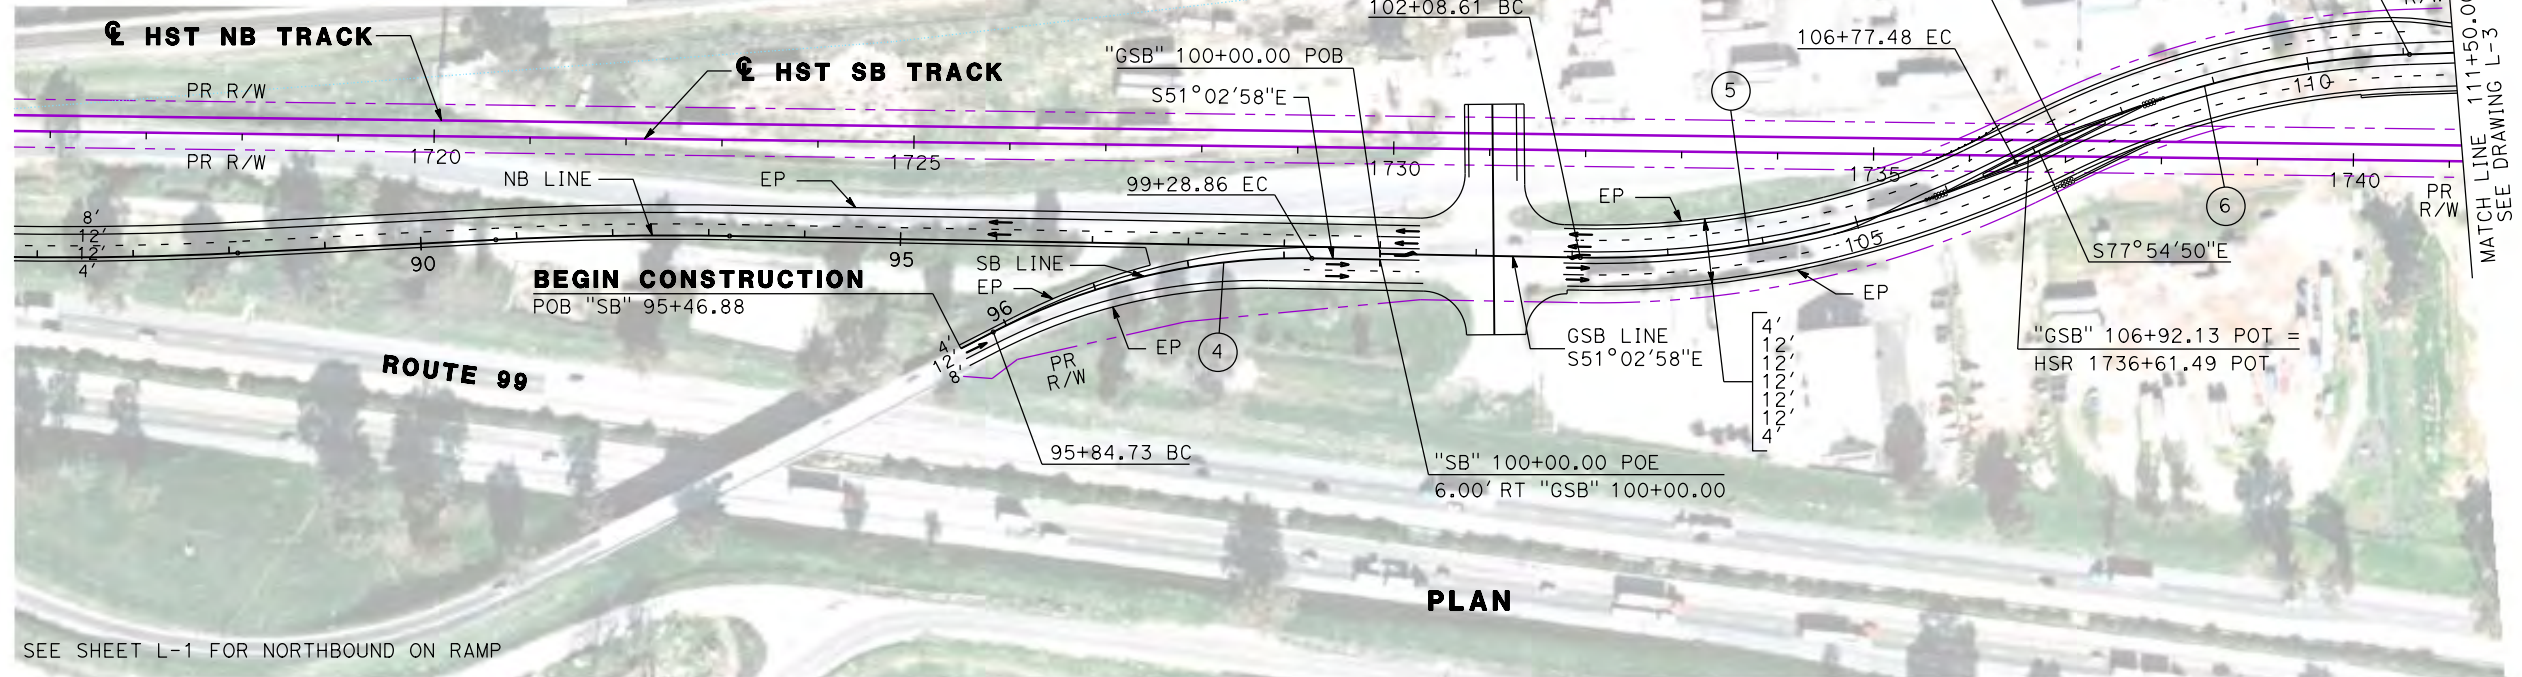 ℄ HST NB TRACK
℄ HST SB TRACK
PR R/W
PR R/W
1720
1725
1730
1735
1740
102+08.61 BC
"GSB" 100+00.00 POB
S51°02'58"E
99+28.86 EC
106+77.48 EC
5
110
R/W
MATCH LINE 111+50.00
SEE DRAWING L-3
NB LINE
EP
EP
8'
12'
12'
4'
90
95
SB LINE
EP
BEGIN CONSTRUCTION
POB "SB" 95+46.88
96
4'
12'
8'
PR
R/W
EP
4
105
S77°54'50"E
6
PR
R/W
EP
GSB LINE
S51°02'58"E
4'
12'
12'
12'
12'
12'
4'
"GSB" 106+92.13 POT =
HSR 1736+61.49 POT
ROUTE 99
95+84.73 BC
"SB" 100+00.00 POE
6.00' RT "GSB" 100+00.00
PLAN
SEE SHEET L-1 FOR NORTHBOUND ON RAMP